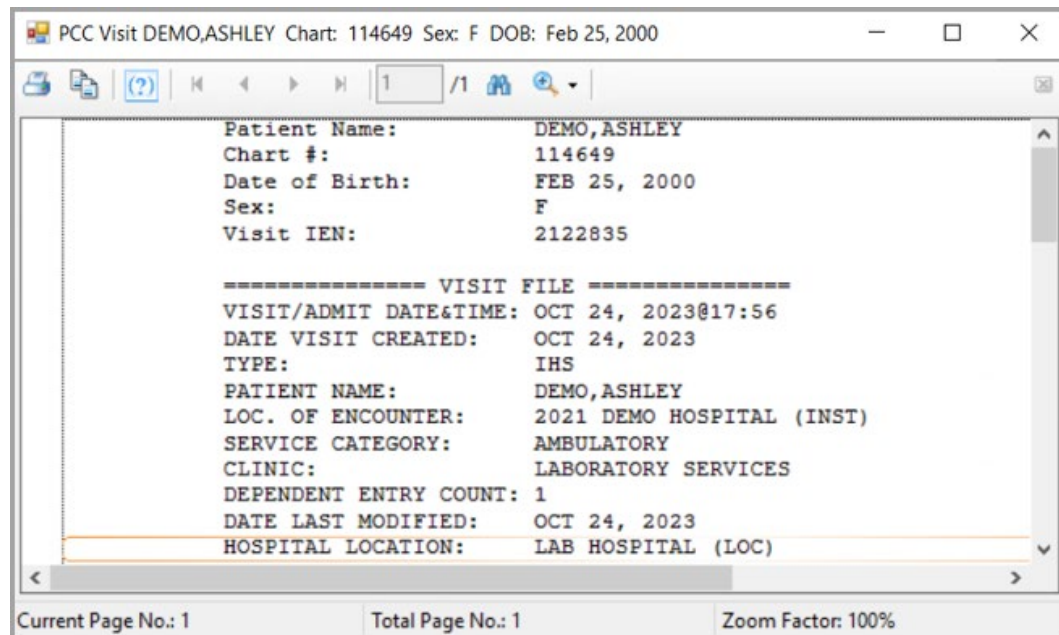 PCC Visit DEMO,ASHLEY Chart: 114649 Sex: F DOB: Feb 25, 2000
(?) 1 /1
Patient Name: DEMO,ASHLEY
Chart #: 114649
Date of Birth: FEB 25, 2000
Sex: F
Visit IEN: 2122835
=============== VISIT FILE ===============
VISIT/ADMIT DATE&TIME: OCT 24, 2023@17:56
DATE VISIT CREATED: OCT 24, 2023
TYPE: IHS
PATIENT NAME: DEMO,ASHLEY
LOC. OF ENCOUNTER: 2021 DEMO HOSPITAL (INST)
SERVICE CATEGORY: AMBULATORY
CLINIC: LABORATORY SERVICES
DEPENDENT ENTRY COUNT: 1
DATE LAST MODIFIED: OCT 24, 2023
HOSPITAL LOCATION: LAB HOSPITAL (LOC)
Current Page No.: 1 Total Page No.: 1 Zoom Factor: 100%